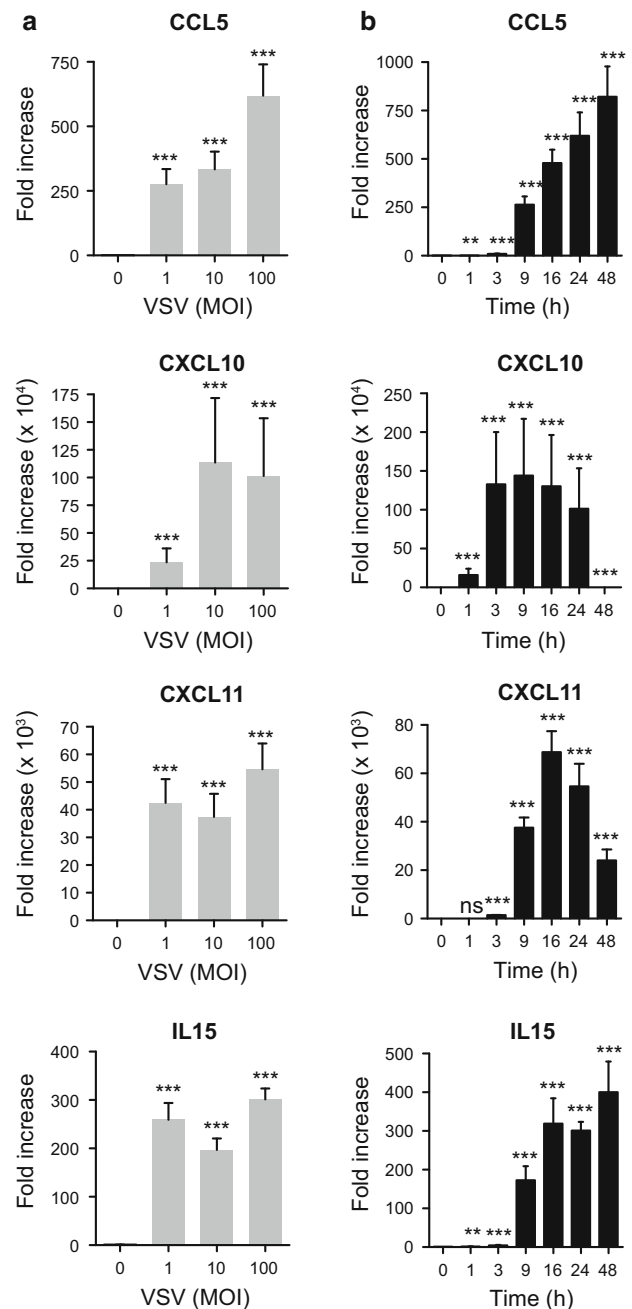 a
CCL5
Fold increase
750
500
250
0
***
***
***
0 1 10 100
VSV (MOI)
b
CCL5
Fold increase
1000
750
500
250
0
**
***
***
***
***
***
0 1 3 9 16 24 48
Time (h)
CXCL10
Fold increase (x 10⁴)
175
150
125
100
75
50
25
0
***
***
***
0 1 10 100
VSV (MOI)
CXCL10
Fold increase (x 10⁴)
250
200
150
100
50
0
***
***
***
***
***
***
0 1 3 9 16 24 48
Time (h)
CXCL11
Fold increase (x 10³)
70
60
50
40
30
20
10
0
***
***
***
0 1 10 100
VSV (MOI)
CXCL11
Fold increase (x 10³)
80
60
40
20
0
ns
***
***
***
***
***
0 1 3 9 16 24 48
Time (h)
IL15
Fold increase
400
300
200
100
0
***
***
***
0 1 10 100
VSV (MOI)
IL15
Fold increase
500
400
300
200
100
0
**
***
***
***
***
***
0 1 3 9 16 24 48
Time (h)